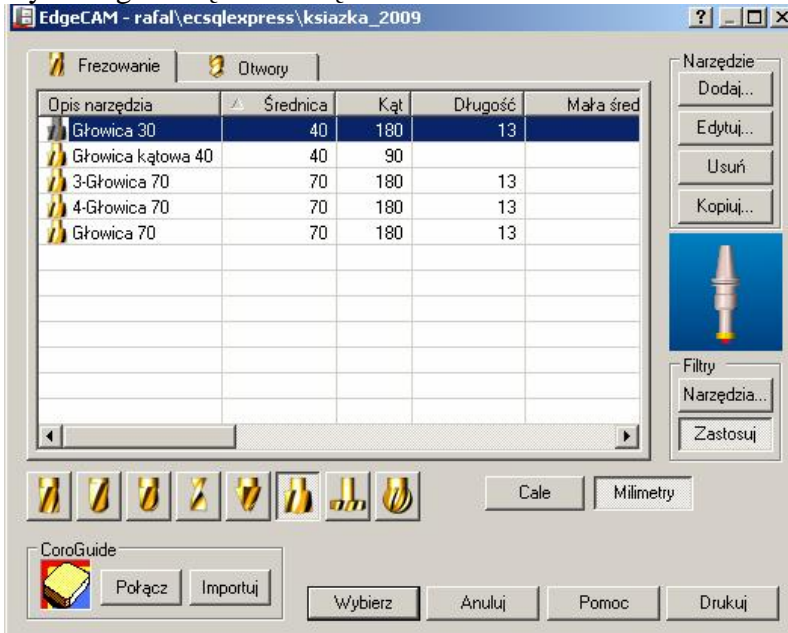 EdgeCAM - rafal\ecsqlexpress\ksiazka_2009
Frezowanie Otwory
Opis narzędzia Średnica Kąt Długość Mała śred
Głowica 30 40 180 13
Głowica kątowa 40 40 90
3-Głowica 70 70 180 13
4-Głowica 70 70 180 13
Głowica 70 70 180 13
Narzędzie
Dodaj...
Edytuj...
Usuń
Kopiuj...
Filtry
Narzędzia...
Zastosuj
Cale Milimetry
CoroGuide
Połącz Importuj
Wybierz Anuluj Pomoc Drukuj